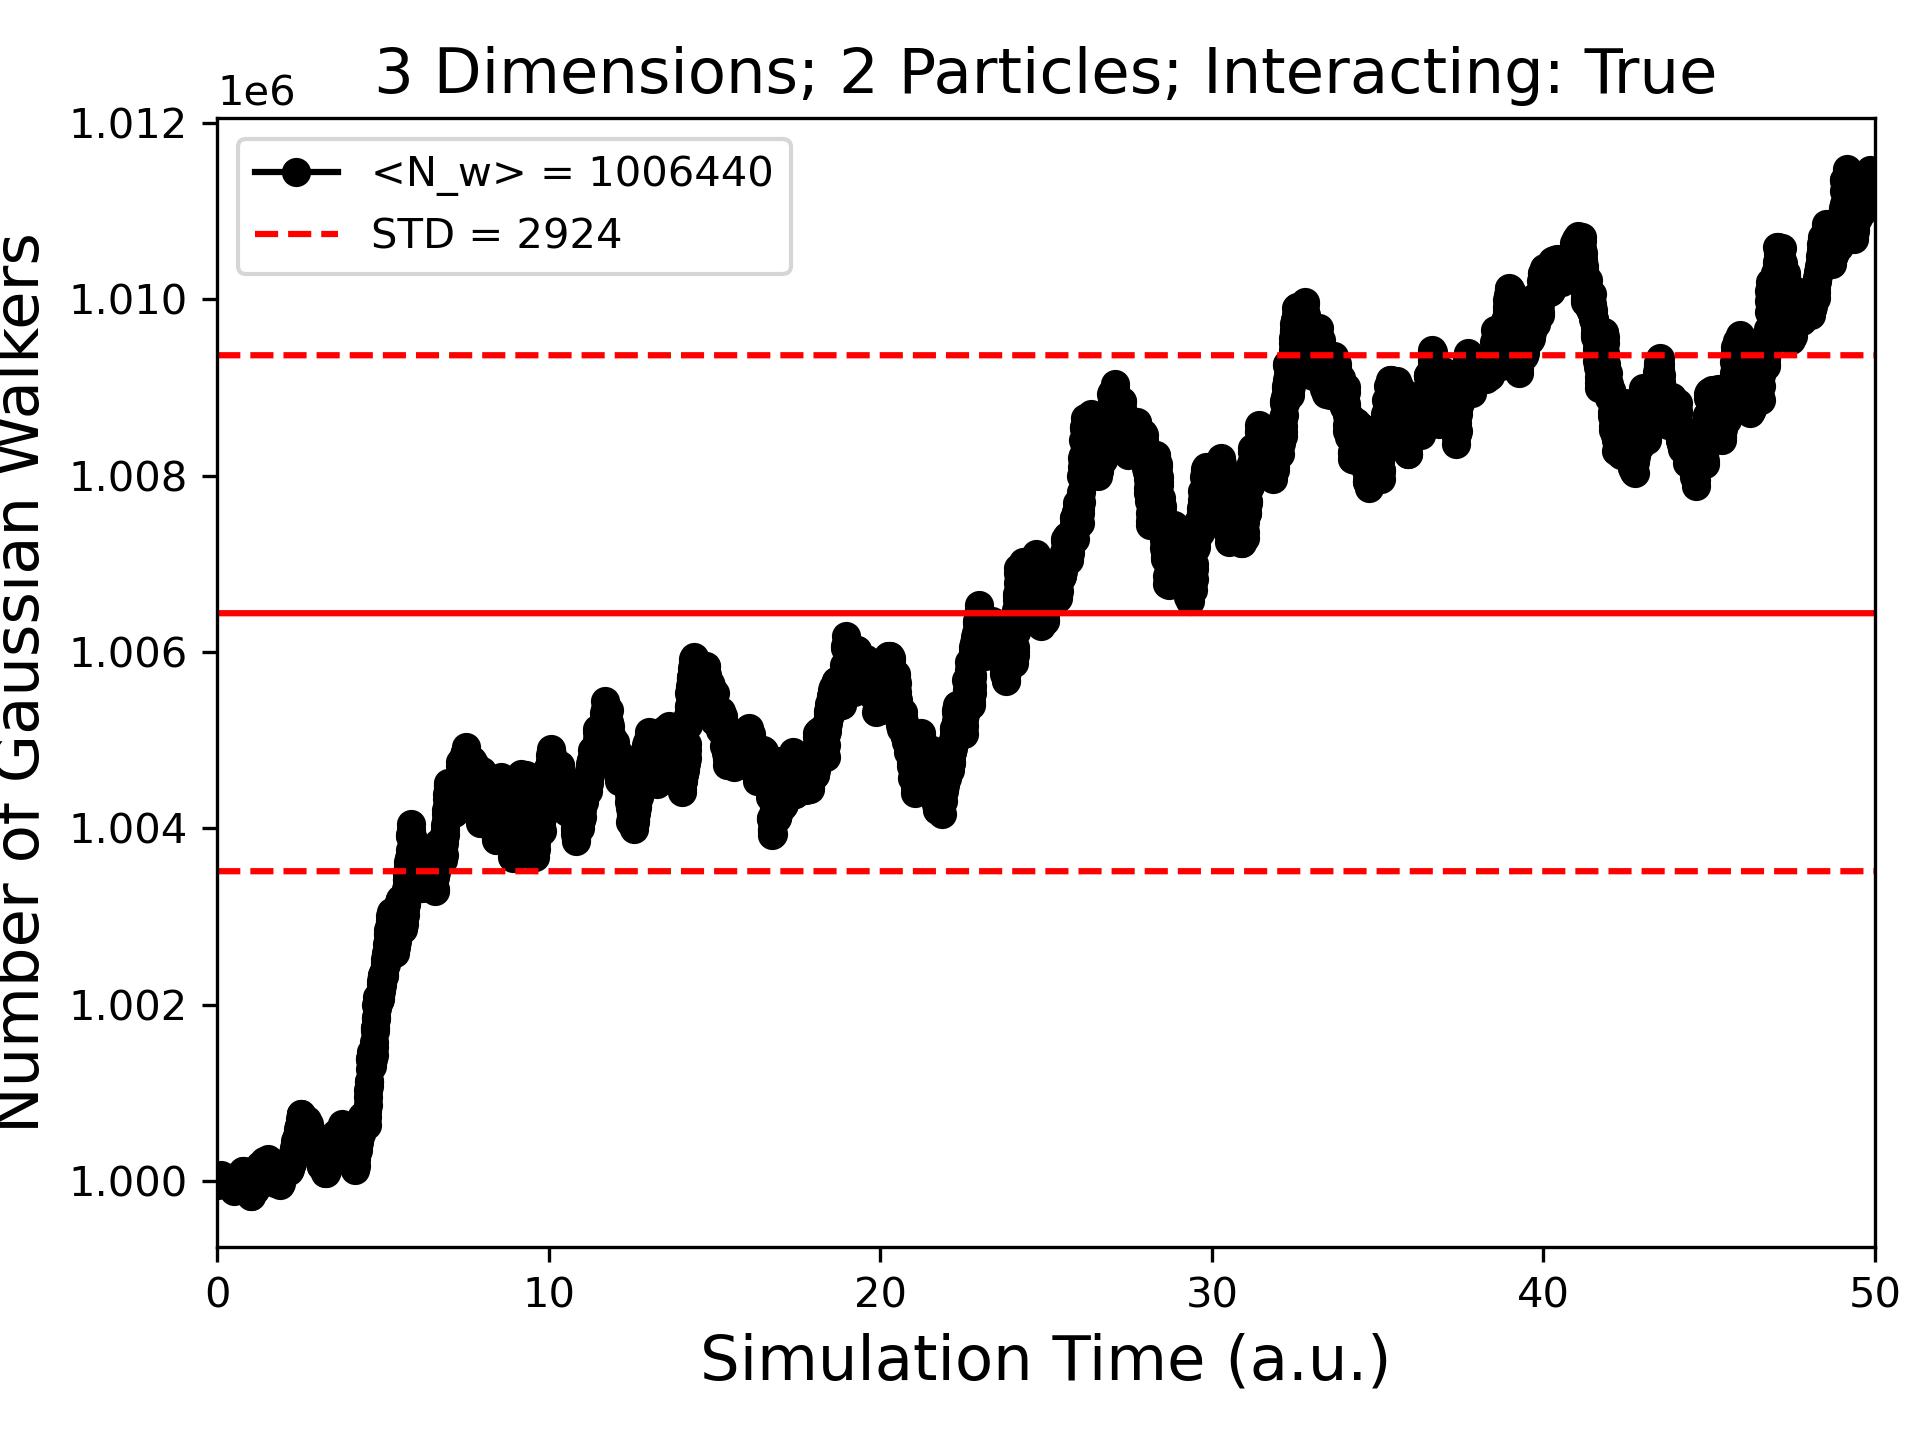 3 Dimensions; 2 Particles; Interacting: True
1e6
<N_w> = 1006440
STD = 2924
1.012
1.010
1.008
1.006
1.004
1.002
1.000
Number of Gaussian Walkers
0 10 20 30 40 50
Simulation Time (a.u.)